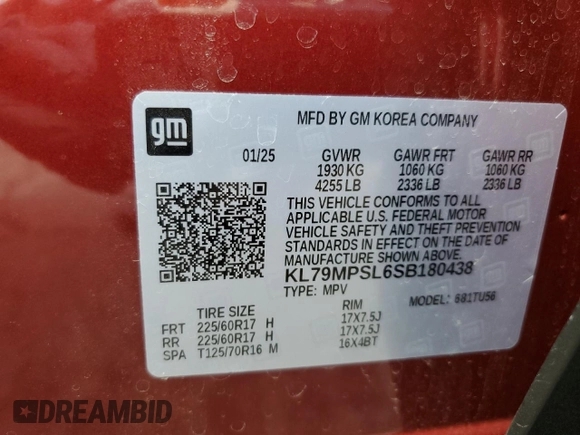 gm
MFD BY GM KOREA COMPANY
01/25 GVWR GAWR FRT GAWR RR
1930 KG 1060 KG 1060 KG
4255 LB 2336 LB 2336 LB
THIS VEHICLE CONFORMS TO ALL
APPLICABLE U.S. FEDERAL MOTOR
VEHICLE SAFETY AND THEFT PREVENTION
STANDARDS IN EFFECT ON THE DATE OF
MANUFACTURE SHOWN ABOVE.
KL79MPSL6SB180438
TYPE: MPV MODEL: 681TU56
TIRE SIZE RIM
FRT 225/60R17 H 17X7.5J
RR 225/60R17 H 17X7.5J
SPA T125/70R16 M 16X4BT
DREAMBID